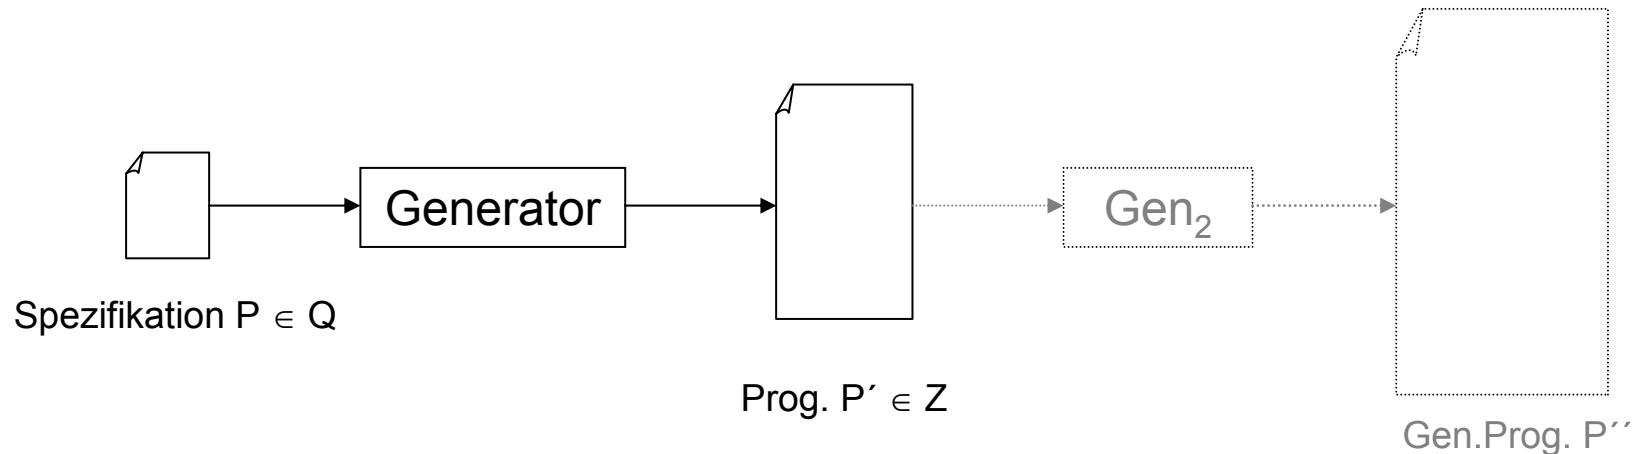 Generator
Gen₂
Spezifikation P ∈ Q
Prog. P´ ∈ Z
Gen.Prog. P´´